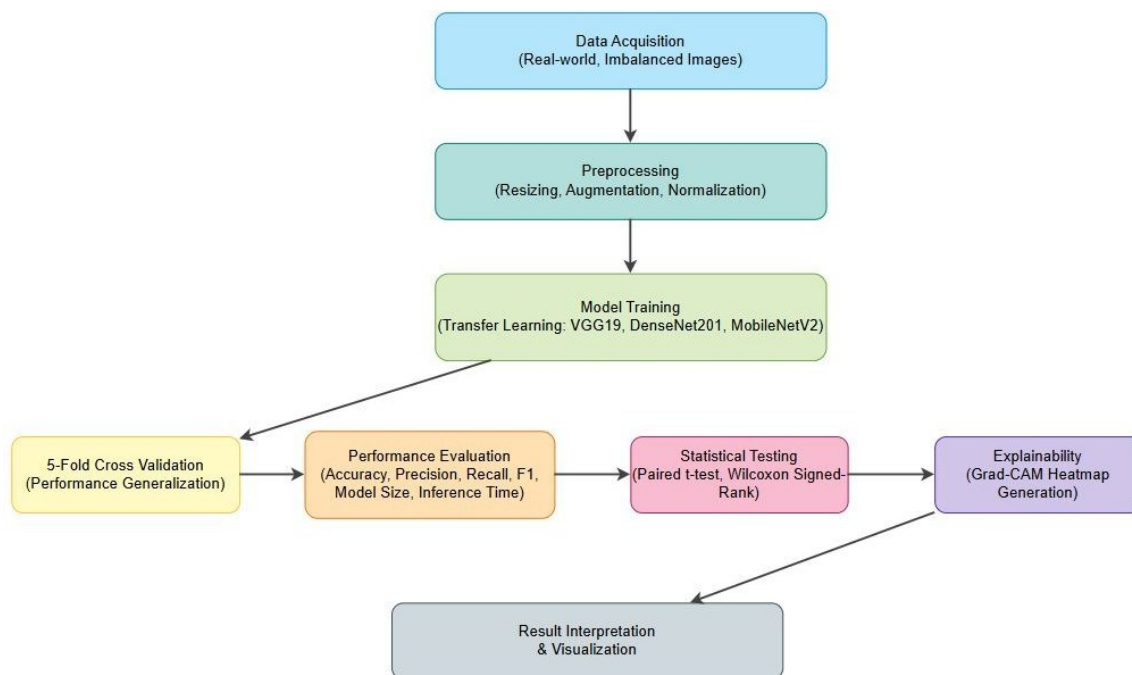 Data Acquisition
(Real-world, Imbalanced Images)
Preprocessing
(Resizing, Augmentation, Normalization)
Model Training
(Transfer Learning: VGG19, DenseNet201, MobileNetV2)
5-Fold Cross Validation
(Performance Generalization)
Performance Evaluation
(Accuracy, Precision, Recall, F1,
Model Size, Inference Time)
Statistical Testing
(Paired t-test, Wilcoxon Signed-
Rank)
Explainability
(Grad-CAM Heatmap
Generation)
Result Interpretation
& Visualization